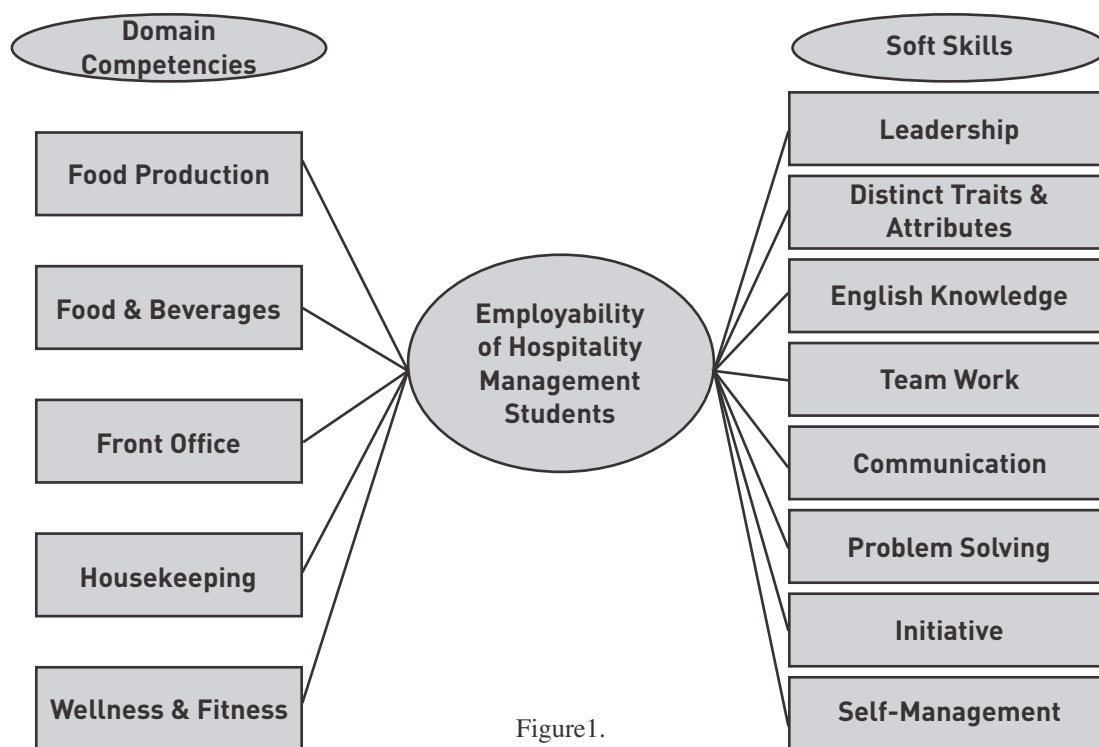 Domain
Competencies
Food Production
Food & Beverages
Front Office
Housekeeping
Wellness & Fitness
Employability
of Hospitality
Management
Students
Soft Skills
Leadership
Distinct Traits &
Attributes
English Knowledge
Team Work
Communication
Problem Solving
Initiative
Self-Management
Figure1.